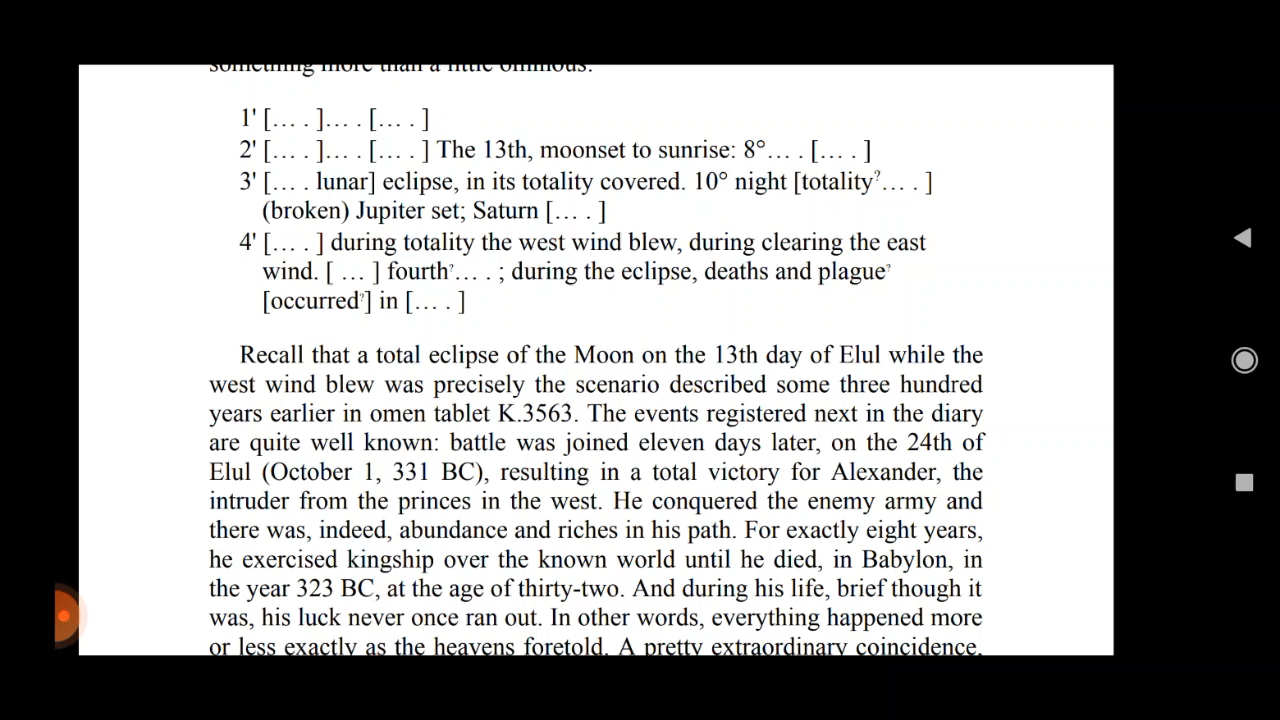 something more than a little ominous.
1' [… . ]… . [… . ]
2' [… . ]… . [… . ] The 13th, moonset to sunrise: 8°… . [… . ]
3' [… . lunar] eclipse, in its totality covered. 10° night [totality?… . ]
(broken) Jupiter set; Saturn [… . ]
4' [… . ] during totality the west wind blew, during clearing the east
wind. [ … ] fourth?… . ; during the eclipse, deaths and plague?
[occurred?] in [… . ]
Recall that a total eclipse of the Moon on the 13th day of Elul while the
west wind blew was precisely the scenario described some three hundred
years earlier in omen tablet K.3563. The events registered next in the diary
are quite well known: battle was joined eleven days later, on the 24th of
Elul (October 1, 331 BC), resulting in a total victory for Alexander, the
intruder from the princes in the west. He conquered the enemy army and
there was, indeed, abundance and riches in his path. For exactly eight years,
he exercised kingship over the known world until he died, in Babylon, in
the year 323 BC, at the age of thirty-two. And during his life, brief though it
was, his luck never once ran out. In other words, everything happened more
or less exactly as the heavens foretold. A pretty extraordinary coincidence,